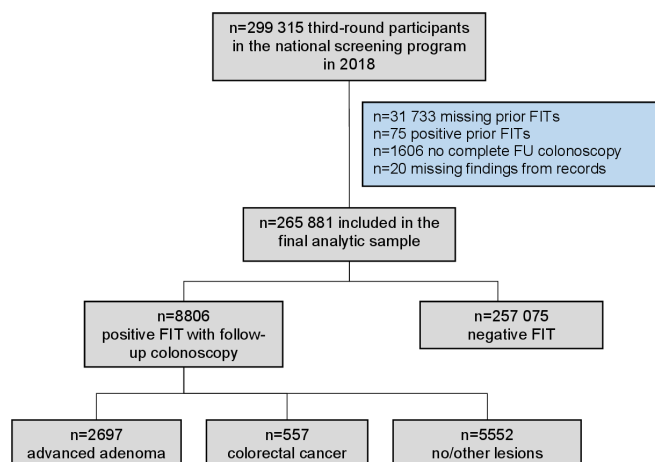 n=299 315 third-round participants
in the national screening program
in 2018
n=31 733 missing prior FITs
n=75 positive prior FITs
n=1606 no complete FU colonoscopy
n=20 missing findings from records
n=265 881 included in the
final analytic sample
n=8806
positive FIT with follow-
up colonoscopy
n=257 075
negative FIT
n=2697
advanced adenoma
n=557
colorectal cancer
n=5552
no/other lesions